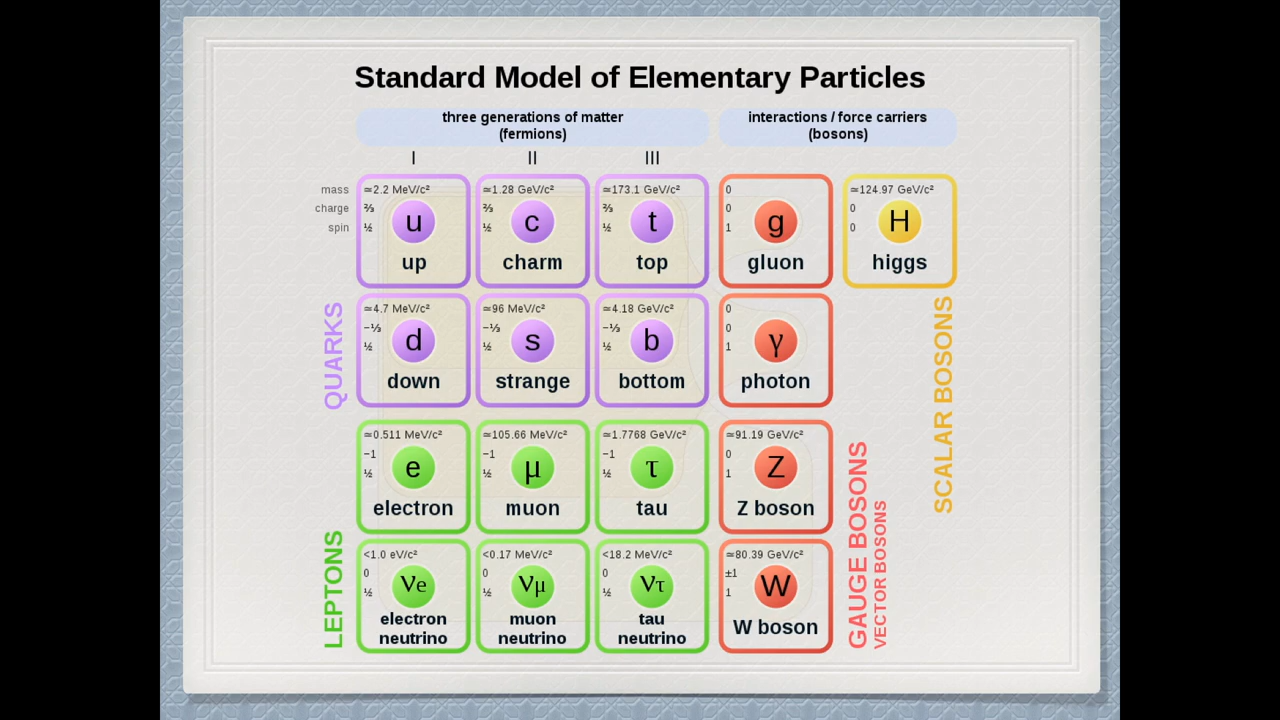 Standard Model of Elementary Particles
three generations of matter
(fermions)
interactions / force carriers
(bosons)
I II III
mass ≃2.2 MeV/c² ≃1.28 GeV/c² ≃173.1 GeV/c² 0 ≃124.97 GeV/c²
charge ⅔ ⅔ ⅔ 0 0
spin ½ ½ ½ 1 0
u c t g H
up charm top gluon higgs
QUARKS
≃4.7 MeV/c² ≃96 MeV/c² ≃4.18 GeV/c² 0
−⅓ −⅓ −⅓ 0
½ ½ ½ 1
d s b γ
down strange bottom photon
≃0.511 MeV/c² ≃105.66 MeV/c² ≃1.7768 GeV/c² ≃91.19 GeV/c²
−1 −1 −1 0
½ ½ ½ 1
e μ τ Z
electron muon tau Z boson
LEPTONS
<1.0 eV/c² <0.17 MeV/c² <18.2 MeV/c² ≃80.39 GeV/c²
0 0 0 ±1
½ ½ ½ 1
νe νμ ντ W
electron
neutrino
muon
neutrino
tau
neutrino
W boson
GAUGE BOSONS
VECTOR BOSONS
SCALAR BOSONS